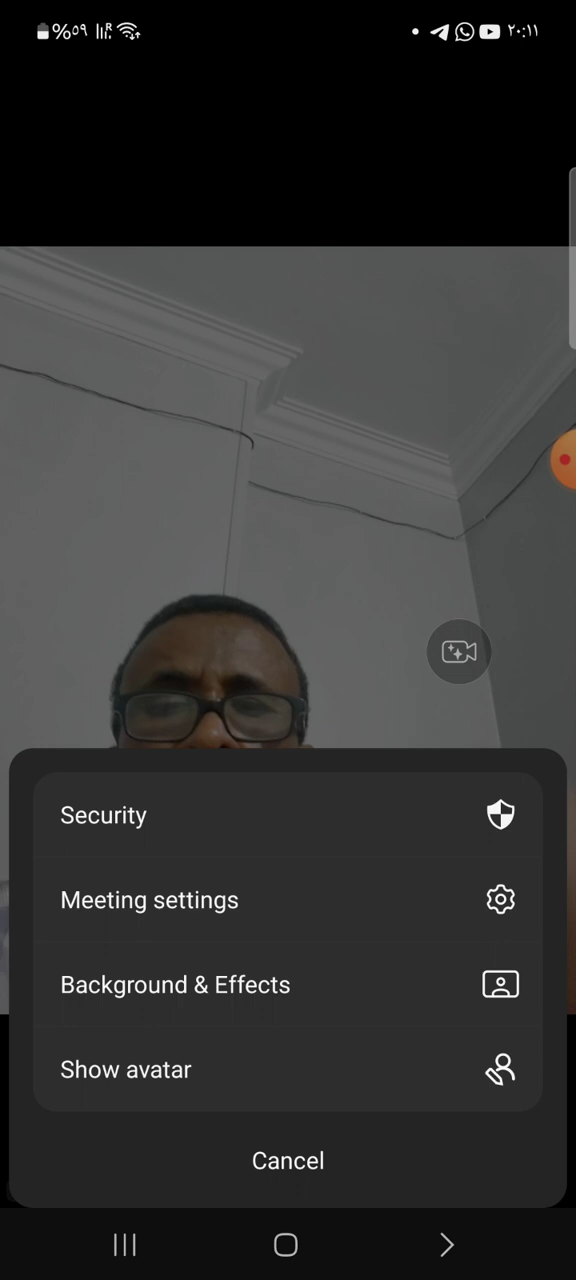 %٥٩ R ٢٠:١١
Security
Meeting settings
Background & Effects
Show avatar
Cancel